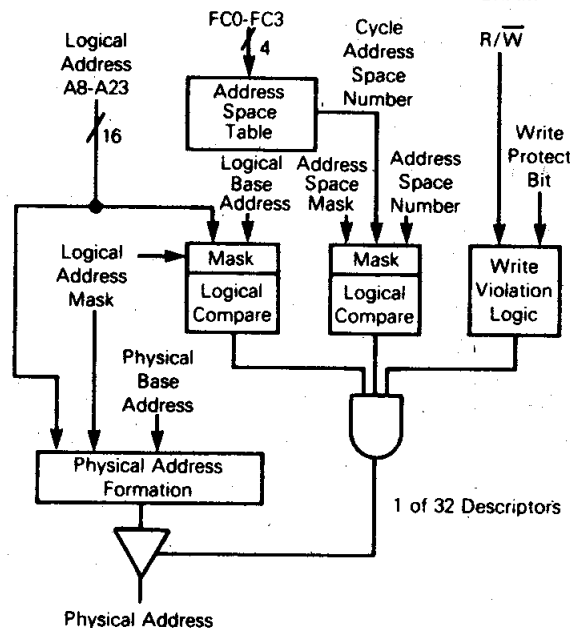 Logical
Address
A8-A23
16
FC0-FC3
4
Address
Space
Table
Cycle
Address
Space
Number
R/W̅
Write
Protect
Bit
Logical
Base
Address
Address
Space
Mask
Address
Space
Number
Logical
Address
Mask
Mask
Logical
Compare
Mask
Logical
Compare
Write
Violation
Logic
Physical
Base
Address
Physical Address
Formation
1 of 32 Descriptors
Physical Address